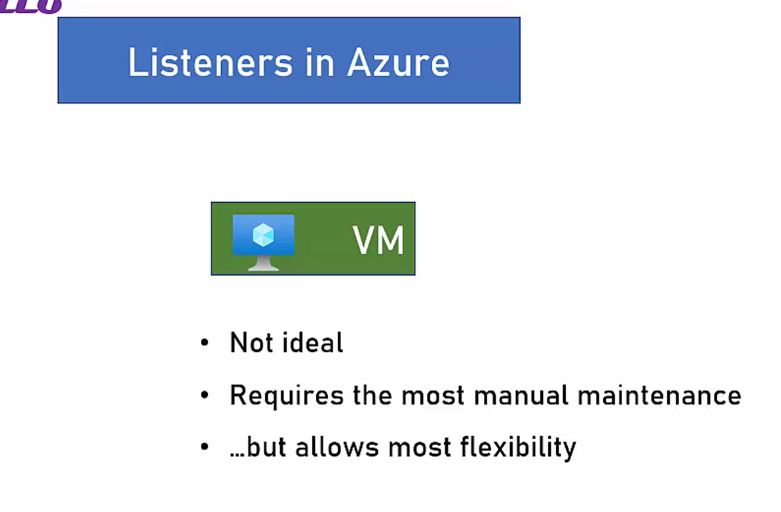 Listeners in Azure
VM
• Not ideal
• Requires the most manual maintenance
• ...but allows most flexibility